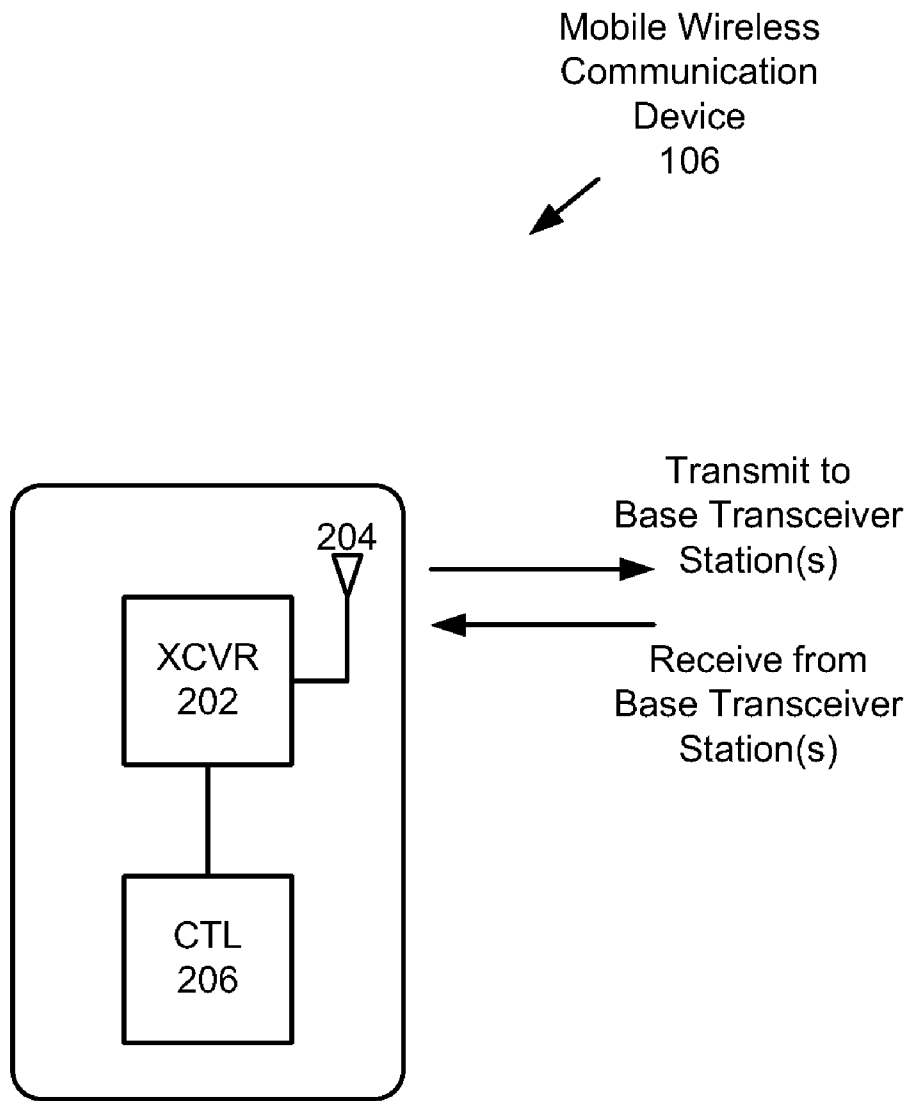 Mobile Wireless
Communication
Device
106
Transmit to
Base Transceiver
Station(s)
204
XCVR
202
Receive from
Base Transceiver
Station(s)
CTL
206